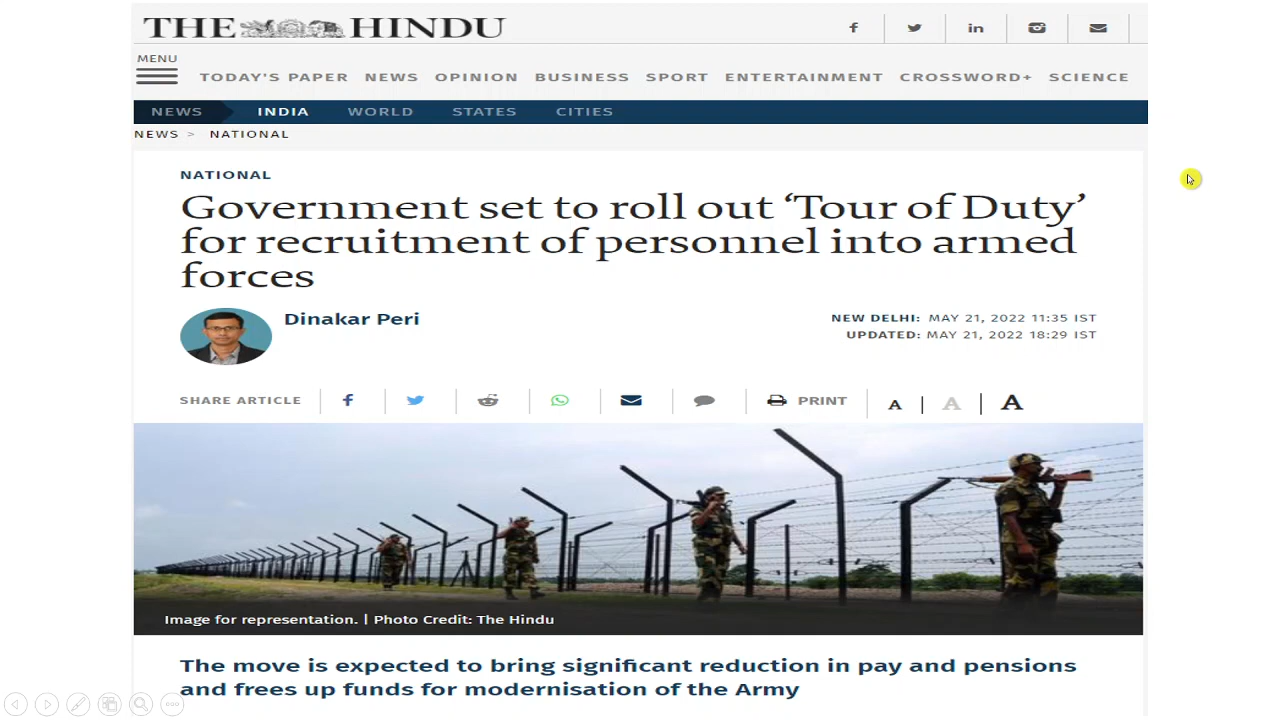 THE HINDU
MENU
TODAY'S PAPER NEWS OPINION BUSINESS SPORT ENTERTAINMENT CROSSWORD+ SCIENCE
NEWS INDIA WORLD STATES CITIES
NEWS > NATIONAL
NATIONAL
Government set to roll out ‘Tour of Duty’
for recruitment of personnel into armed
forces
Dinakar Peri
NEW DELHI: MAY 21, 2022 11:35 IST
UPDATED: MAY 21, 2022 18:29 IST
SHARE ARTICLE PRINT A | A | A
Image for representation. | Photo Credit: The Hindu
The move is expected to bring significant reduction in pay and pensions
and frees up funds for modernisation of the Army